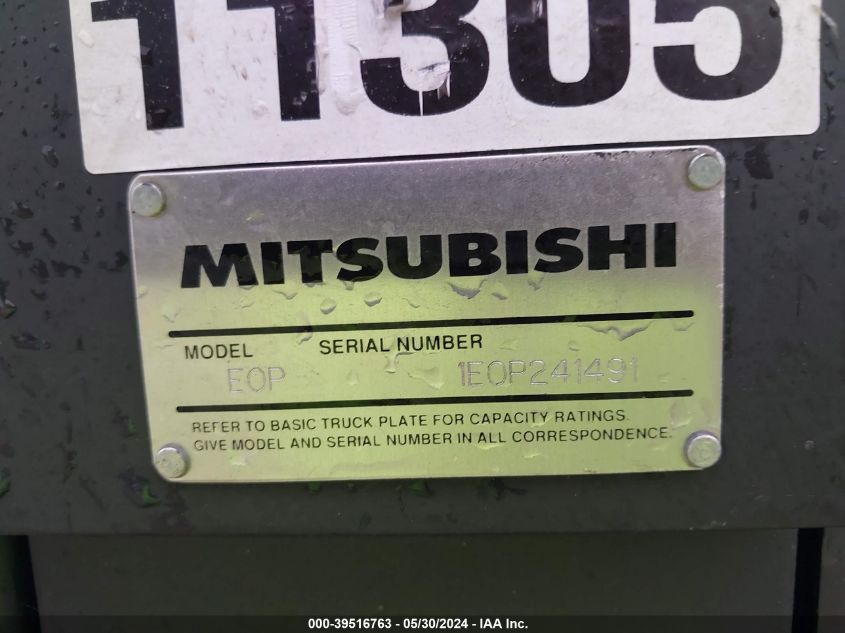 11305
MITSUBISHI
MODEL SERIAL NUMBER
EOP 1EOP241491
REFER TO BASIC TRUCK PLATE FOR CAPACITY RATINGS.
GIVE MODEL AND SERIAL NUMBER IN ALL CORRESPONDENCE.
000-39516763 - 05/30/2024 - IAA Inc.